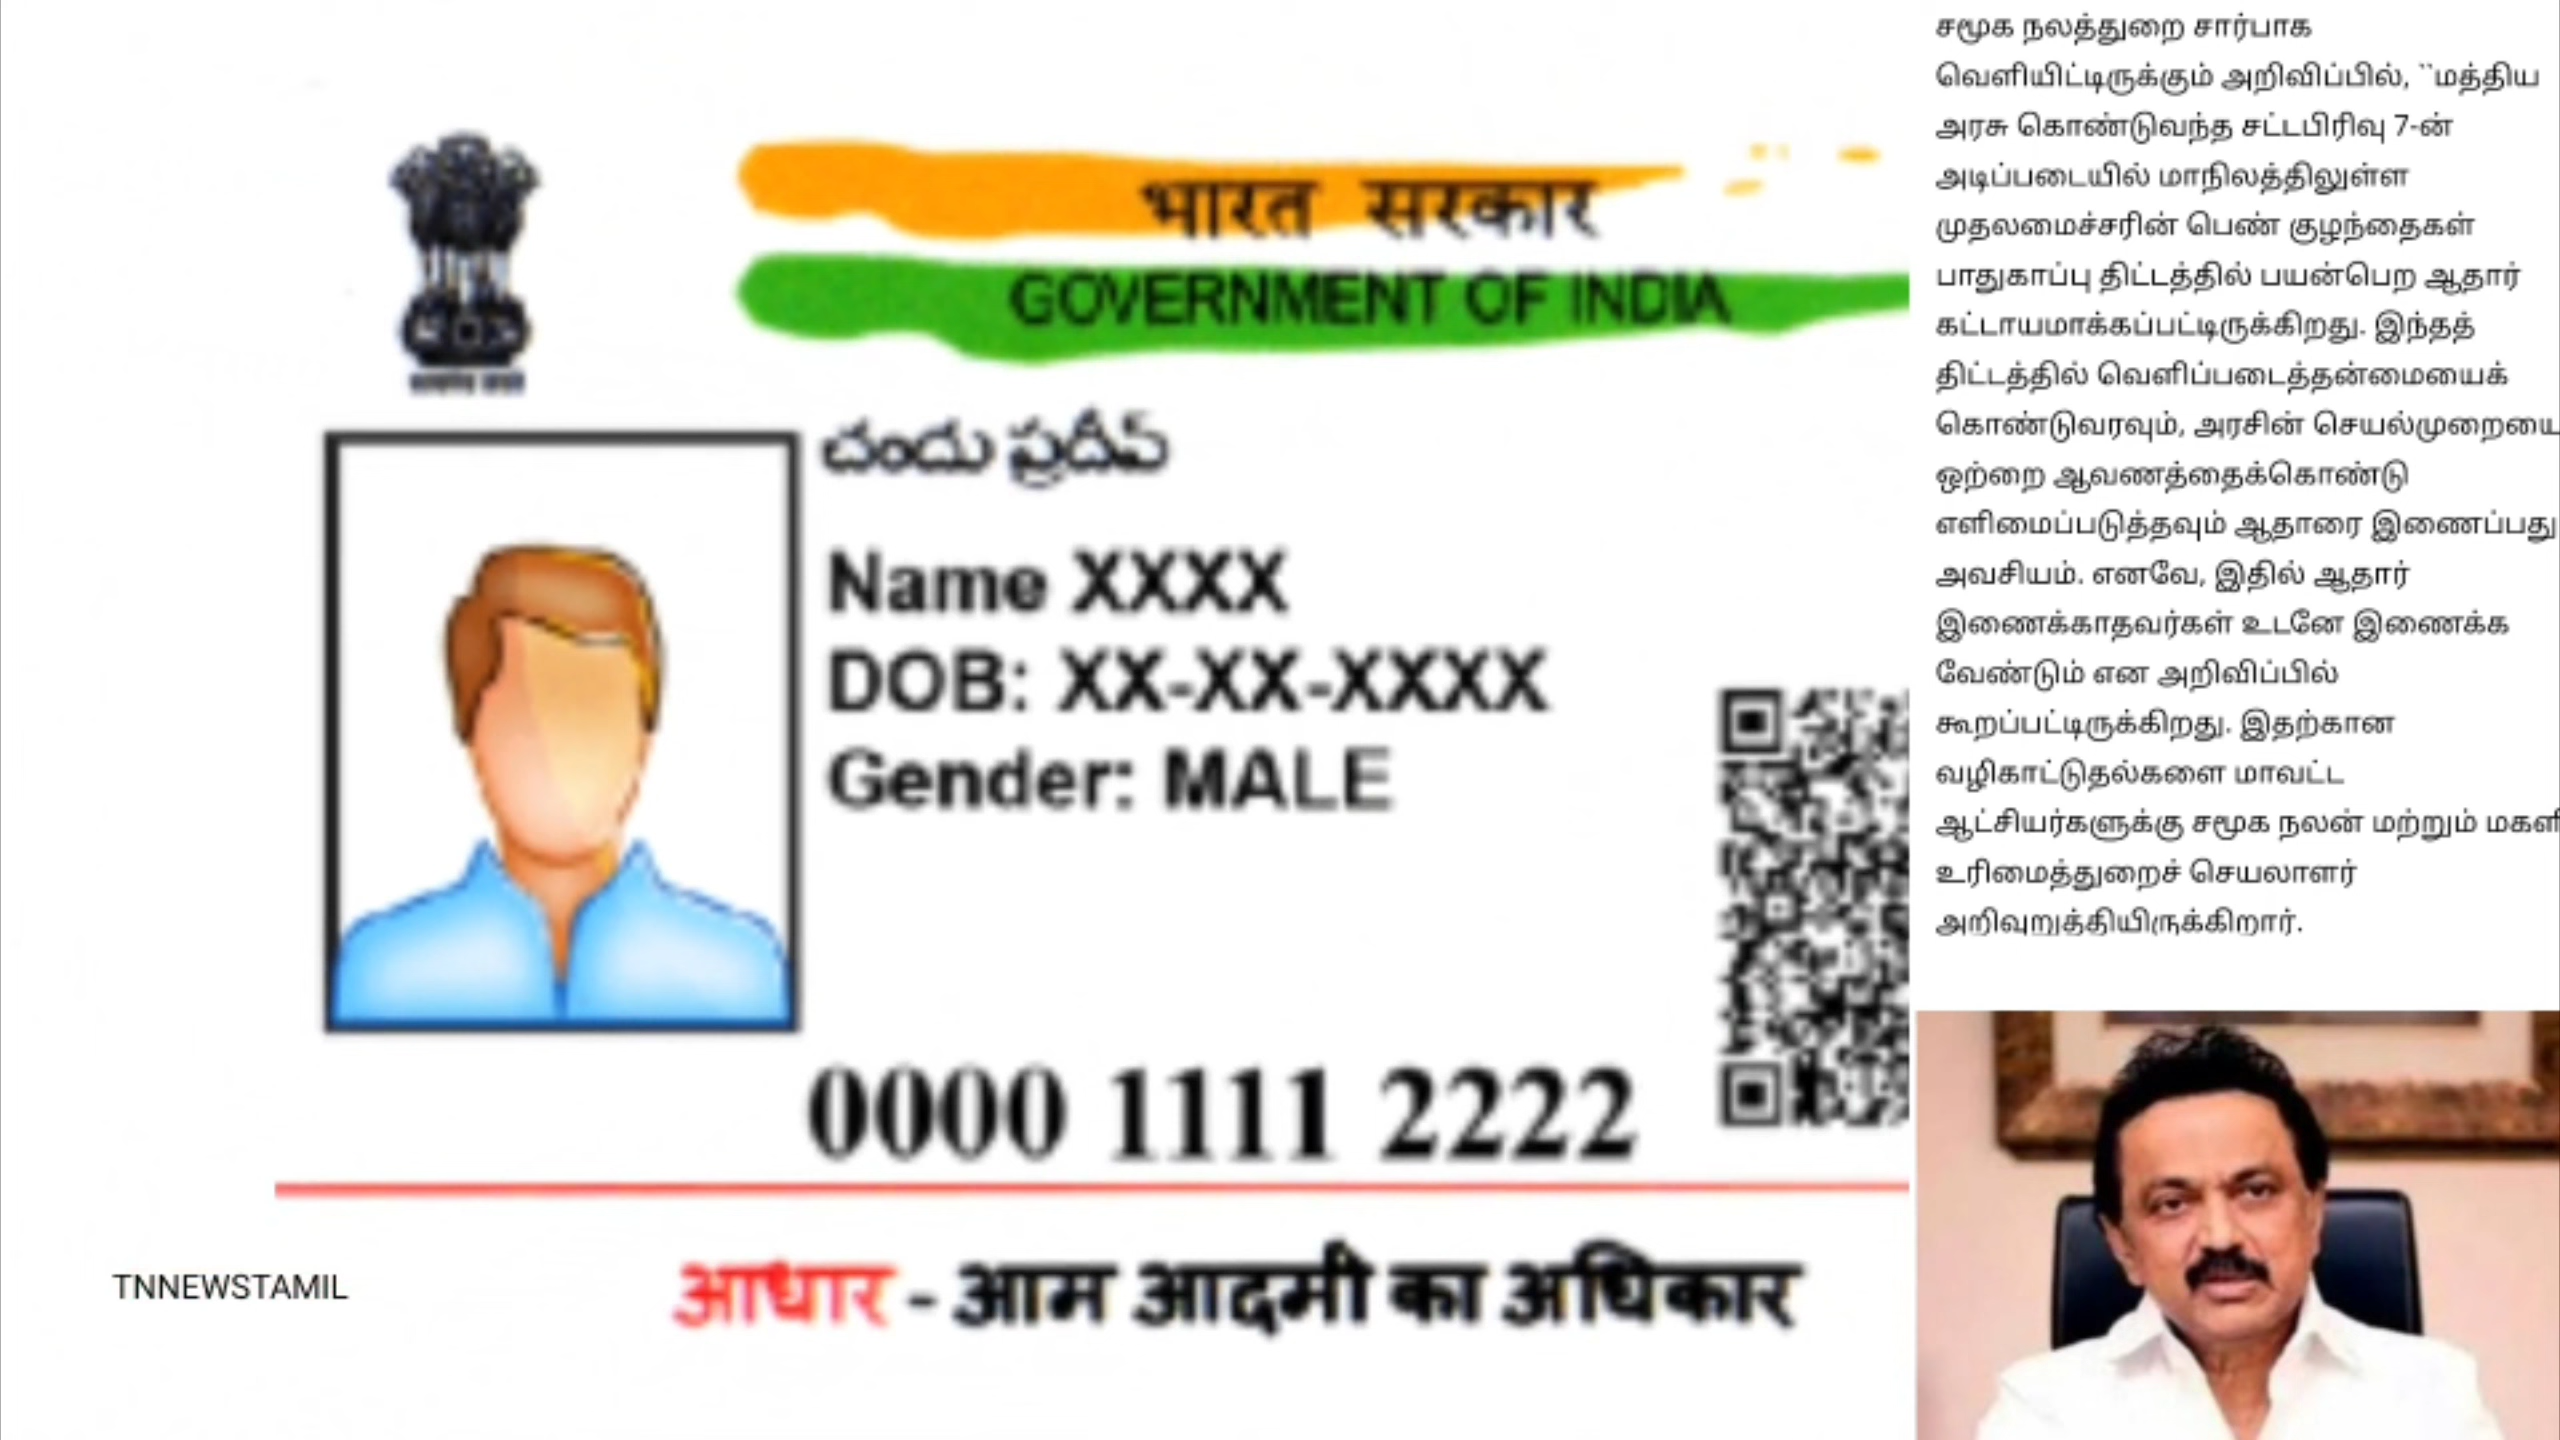 भारत सरकार
GOVERNMENT OF INDIA
చందు ప్రదీప్
Name XXXX
DOB: XX-XX-XXXX
Gender: MALE
0000 1111 2222
आधार - आम आदमी का अधिकार
TNNEWSTAMIL
சமூக நலத்துறை சார்பாக
வெளியிட்டிருக்கும் அறிவிப்பில், ``மத்திய
அரசு கொண்டுவந்த சட்டபிரிவு 7-ன்
அடிப்படையில் மாநிலத்திலுள்ள
முதலமைச்சரின் பெண் குழந்தைகள்
பாதுகாப்பு திட்டத்தில் பயன்பெற ஆதார்
கட்டாயமாக்கப்பட்டிருக்கிறது. இந்தத்
திட்டத்தில் வெளிப்படைத்தன்மையைக்
கொண்டுவரவும், அரசின் செயல்முறையை
ஒற்றை ஆவணத்தைக்கொண்டு
எளிமைப்படுத்தவும் ஆதாரை இணைப்பது
அவசியம். எனவே, இதில் ஆதார்
இணைக்காதவர்கள் உடனே இணைக்க
வேண்டும் என அறிவிப்பில்
கூறப்பட்டிருக்கிறது. இதற்கான
வழிகாட்டுதல்களை மாவட்ட
ஆட்சியர்களுக்கு சமூக நலன் மற்றும் மகளி
உரிமைத்துறைச் செயலாளர்
அறிவுறுத்தியிருக்கிறார்.